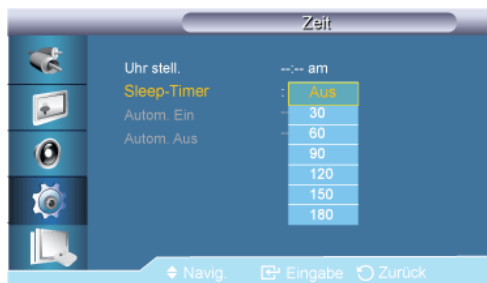 Zeit
Uhr stell. --:-- am
Sleep-Timer : Aus
Autom. Ein -- 30
60
Autom. Aus --
90
120
150
180
Navig. Eingabe Zurück